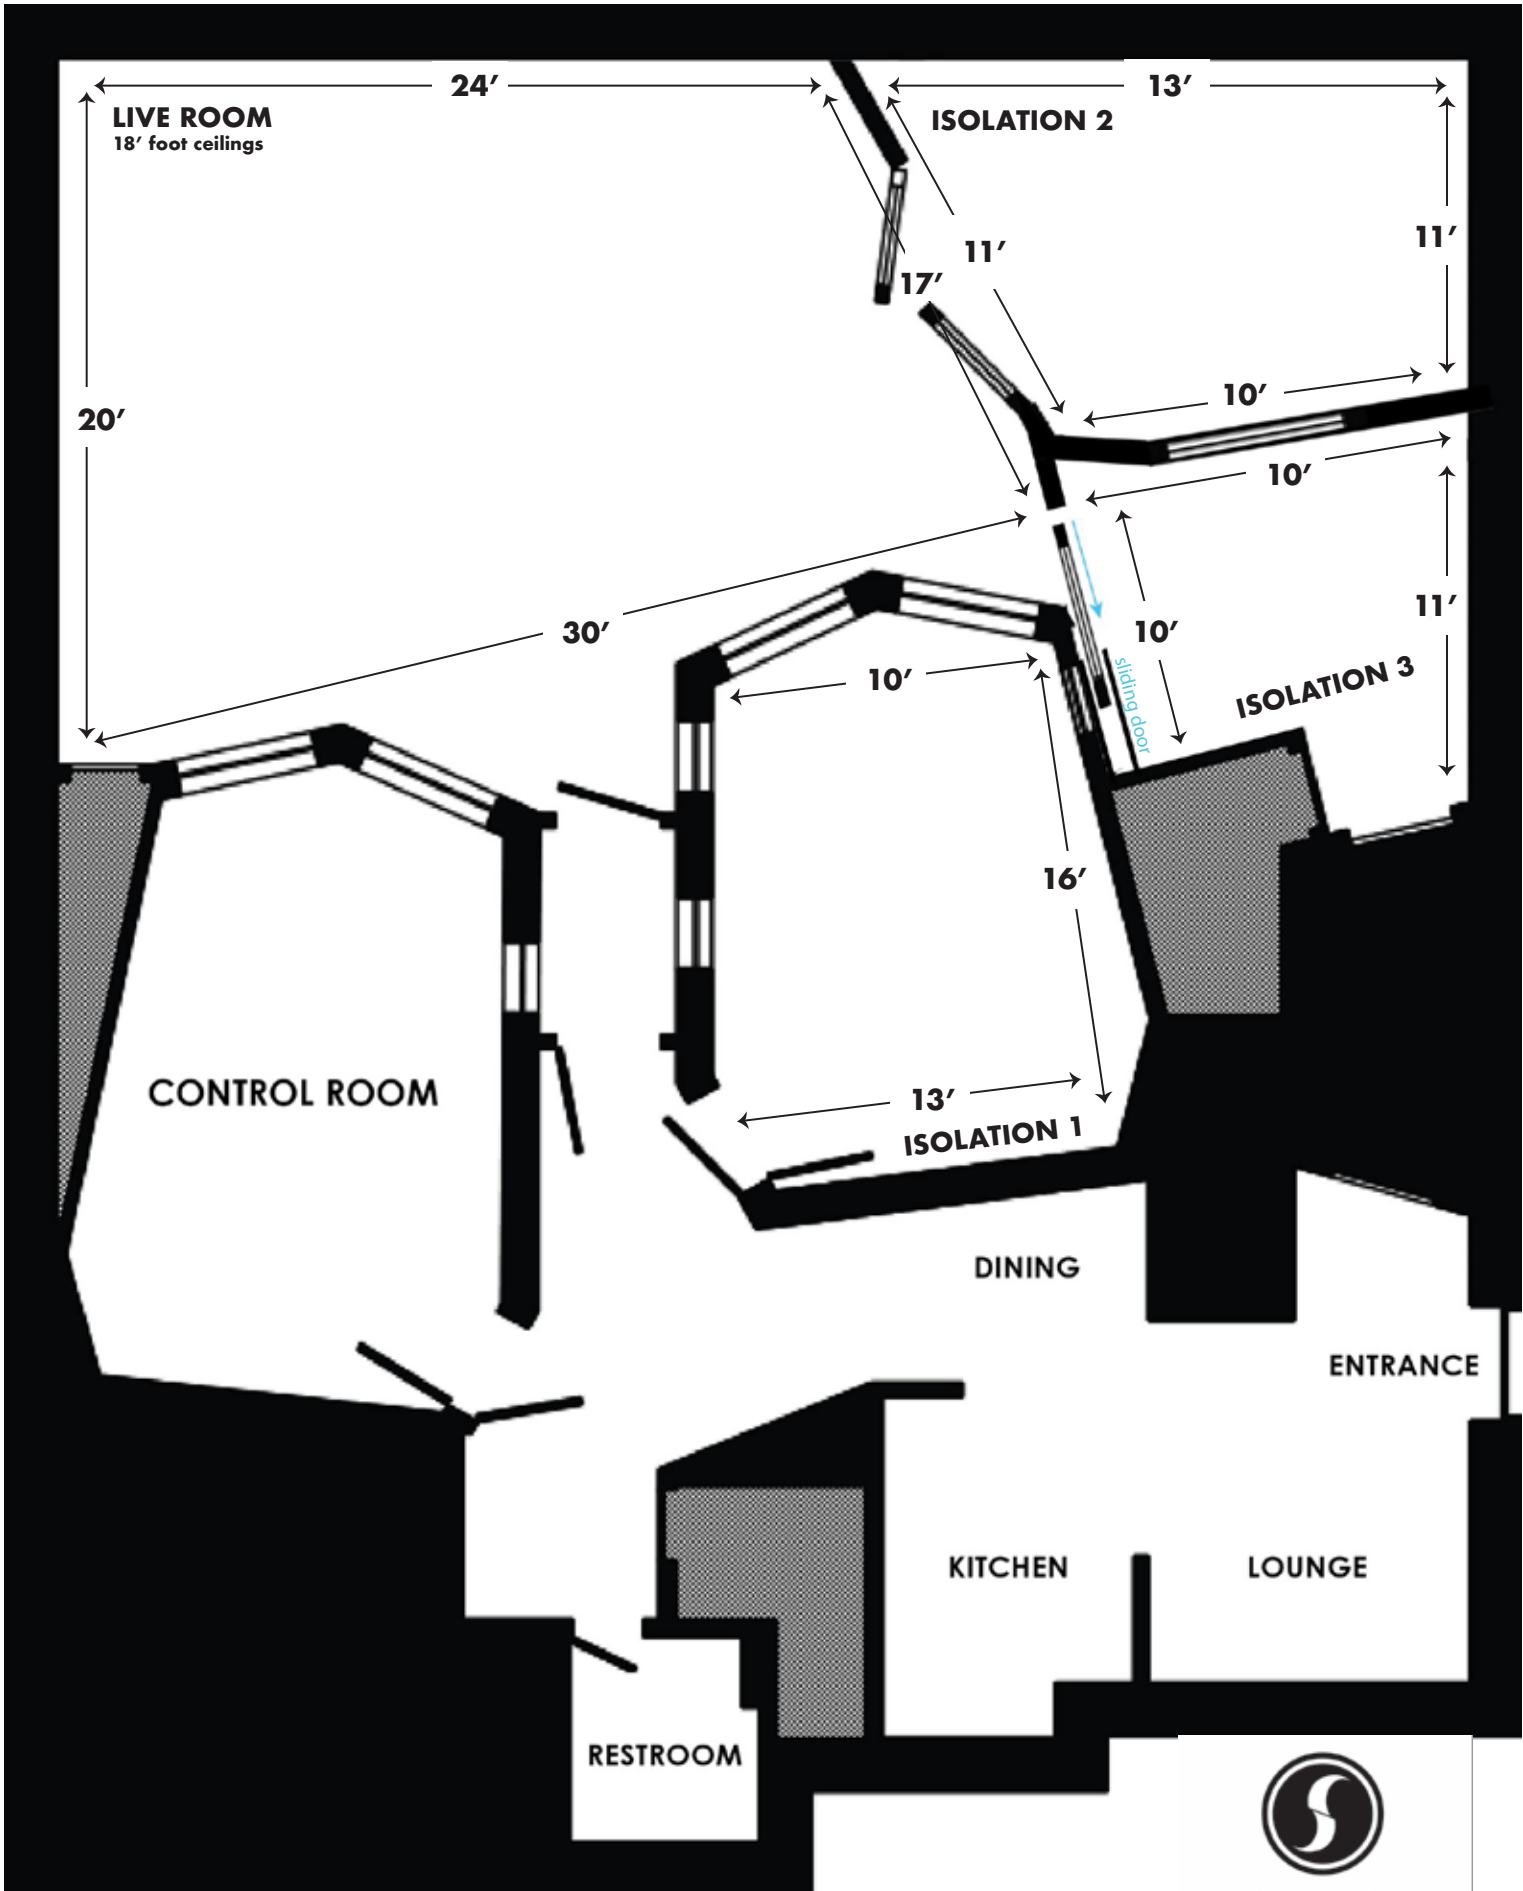 24’
13’
LIVE ROOM
18’ foot ceilings
ISOLATION 2
11’
11’
17’
10’
20’
10’
11’
30’
10’
10’
sliding door
ISOLATION 3
16’
CONTROL ROOM
13’
ISOLATION 1
DINING
ENTRANCE
KITCHEN
LOUNGE
RESTROOM